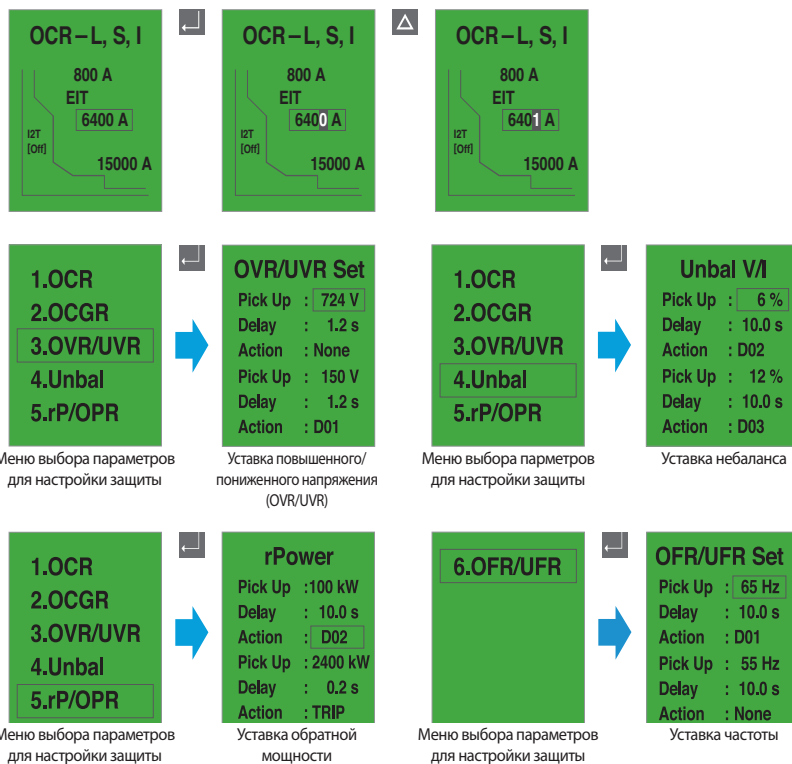 OCR–L, S, I
800 A
EIT
6400 A
I2T
[Off]
15000 A
OCR–L, S, I
800 A
EIT
6400 A
I2T
[Off]
15000 A
OCR–L, S, I
800 A
EIT
6401 A
I2T
[Off]
15000 A
1.OCR
2.OCGR
3.OVR/UVR
4.Unbal
5.rP/OPR
Меню выбора параметров
для настройки защиты
OVR/UVR Set
Pick Up : 724 V
Delay : 1.2 s
Action : None
Pick Up : 150 V
Delay : 1.2 s
Action : D01
Уставка повышенного/
пониженного напряжения
(OVR/UVR)
1.OCR
2.OCGR
3.OVR/UVR
4.Unbal
5.rP/OPR
Меню выбора парметров
для настройки защиты
Unbal V/I
Pick Up : 6 %
Delay : 10.0 s
Action : D02
Pick Up : 12 %
Delay : 10.0 s
Action : D03
Уставка небаланса
1.OCR
2.OCGR
3.OVR/UVR
4.Unbal
5.rP/OPR
Меню выбора параметров
для настройки защиты
rPower
Pick Up :100 kW
Delay : 10.0 s
Action : D02
Pick Up : 2400 kW
Delay : 0.2 s
Action : TRIP
Уставка обратной
мощности
6.OFR/UFR
Меню выбора параметров
для настройки защиты
OFR/UFR Set
Pick Up : 65 Hz
Delay : 10.0 s
Action : D01
Pick Up : 55 Hz
Delay : 10.0 s
Action : None
Уставка частоты